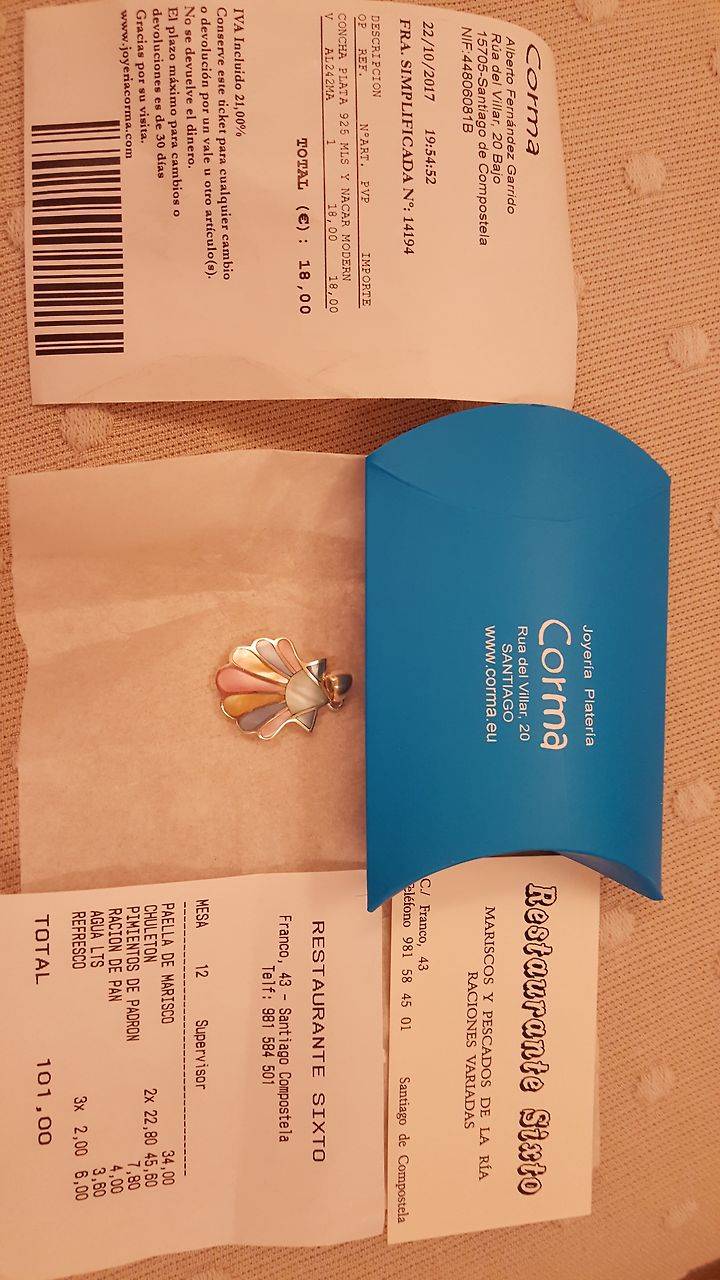 Corma
Alberto Fernández Garrido
Rúa del Villar, 20 Bajo
15705-Santiago de Compostela
NIF:44806081B
22/10/2017 19:54:52
FRA. SIMPLIFICADA Nº: 14194
DESCRIPCION
OP REF. NºART. PVP IMPORTE
CONCHA PLATA 925 MLS Y NACAR MODERN
V AL242MA 1 18,00 18,00
TOTAL (€): 18,00
IVA Incluido 21,00%
Conserve este ticker para cualquier cambio
o devolución por un vale u otro artículo(s).
No se devuelve el dinero.
El plazo máximo para cambios o
devoluciones es de 30 días
Gracias por su visita.
www.joyeriacorma.com
Joyería Platería
Corma
Rua del Villar, 20
SANTIAGO
www.corma.eu
Restaurante Sixto
MARISCOS Y PESCADOS DE LA RÍA
RACIONES VARIADAS
C./ Franco, 43
eléfono 981 58 45 01 Santiago de Compostela
RESTAURANTE SIXTO
Franco, 43 - Santiago Compostela
Telf: 981 584 501
MESA 12 Supervisor
PAELLA DE MARISCO 34,00
CHULETON 2x 22,80 45,60
PIMIENTOS DE PADRON 7,80
RACION DE PAN 4,00
AGUA LTS 3,60
REFRESCO 3x 2,00 6,00
TOTAL 101,00